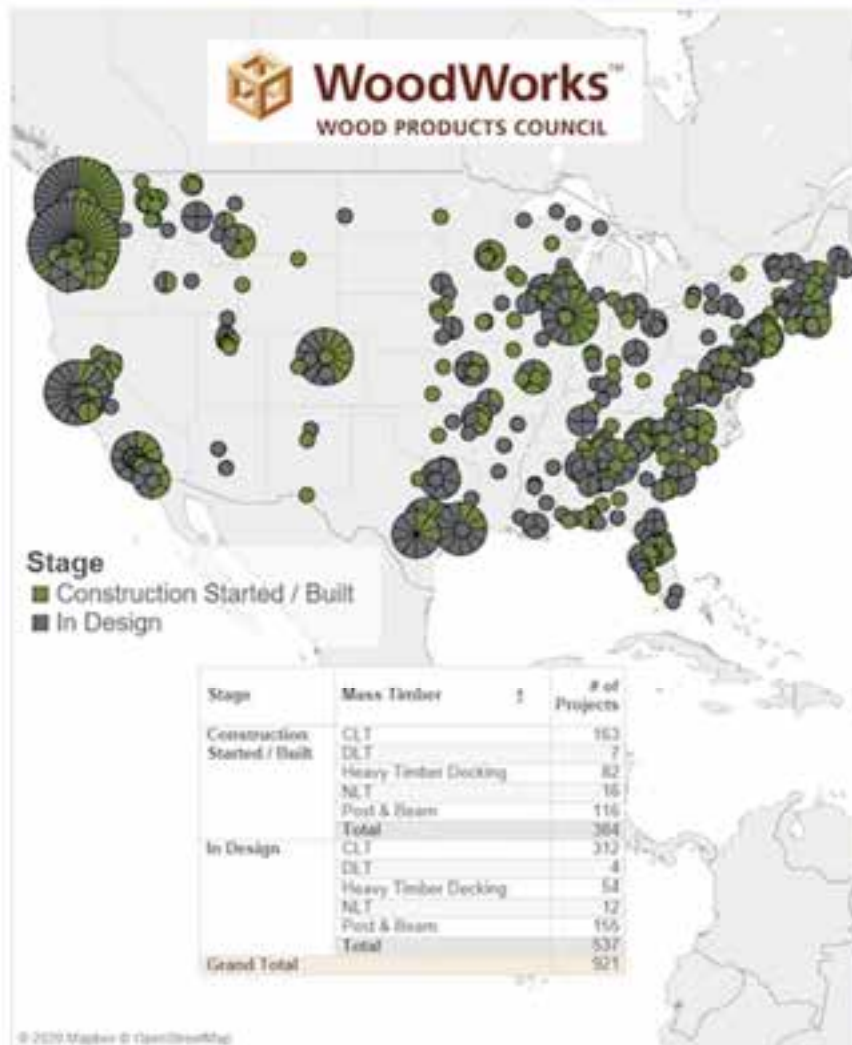 WoodWorks™
WOOD PRODUCTS COUNCIL
Stage
Construction Started / Built
In Design
Stage Mass Timber # of Projects
Construction Started / Built CLT 163
DLT 7
Heavy Timber Decking 82
NLT 16
Post & Beam 116
Total 384
In Design CLT 312
DLT 4
Heavy Timber Decking 54
NLT 12
Post & Beam 155
Total 537
Grand Total 921
© 2020 Mapbox © OpenStreetMap